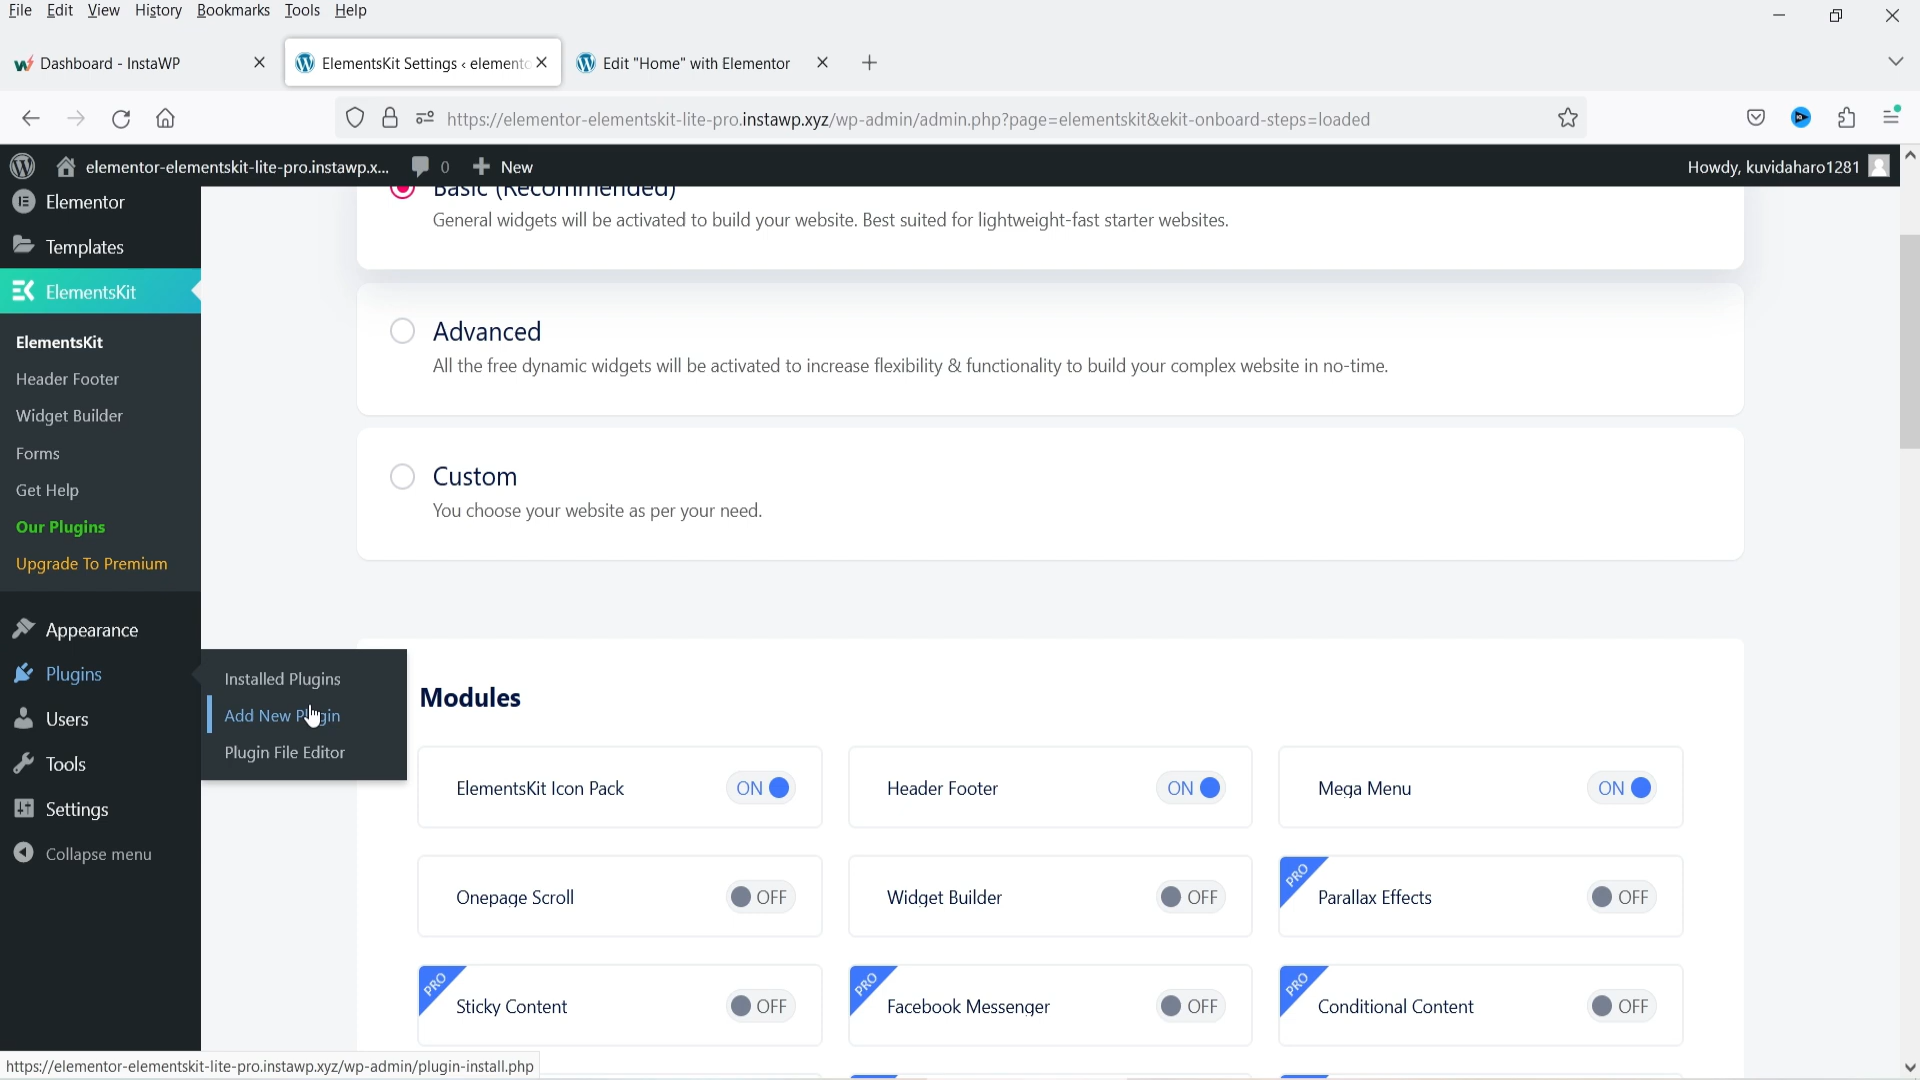 File Edit View History Bookmarks Tools Help
Dashboard - InstaWP
ElementsKit Settings ‹ elemento
Edit "Home" with Elementor
https://elementor-elementskit-lite-pro.instawp.xyz/wp-admin/admin.php?page=elementskit&ekit-onboard-steps=loaded
elementor-elementskit-lite-pro.instawp.x... 0 New Howdy, kuvidaharo1281
Elementor
Templates
ElementsKit
ElementsKit
Header Footer
Widget Builder
Forms
Get Help
Our Plugins
Upgrade To Premium
Appearance
Plugins
Users
Tools
Settings
Collapse menu
Installed Plugins
Add New Plugin
Plugin File Editor
Basic (Recommended)
General widgets will be activated to build your website. Best suited for lightweight-fast starter websites.
Advanced
All the free dynamic widgets will be activated to increase flexibility & functionality to build your complex website in no-time.
Custom
You choose your website as per your need.
Modules
ElementsKit Icon Pack ON
Header Footer ON
Mega Menu ON
Onepage Scroll OFF
Widget Builder OFF
PRO
Parallax Effects OFF
PRO
Sticky Content OFF
PRO
Facebook Messenger OFF
PRO
Conditional Content OFF
https://elementor-elementskit-lite-pro.instawp.xyz/wp-admin/plugin-install.php